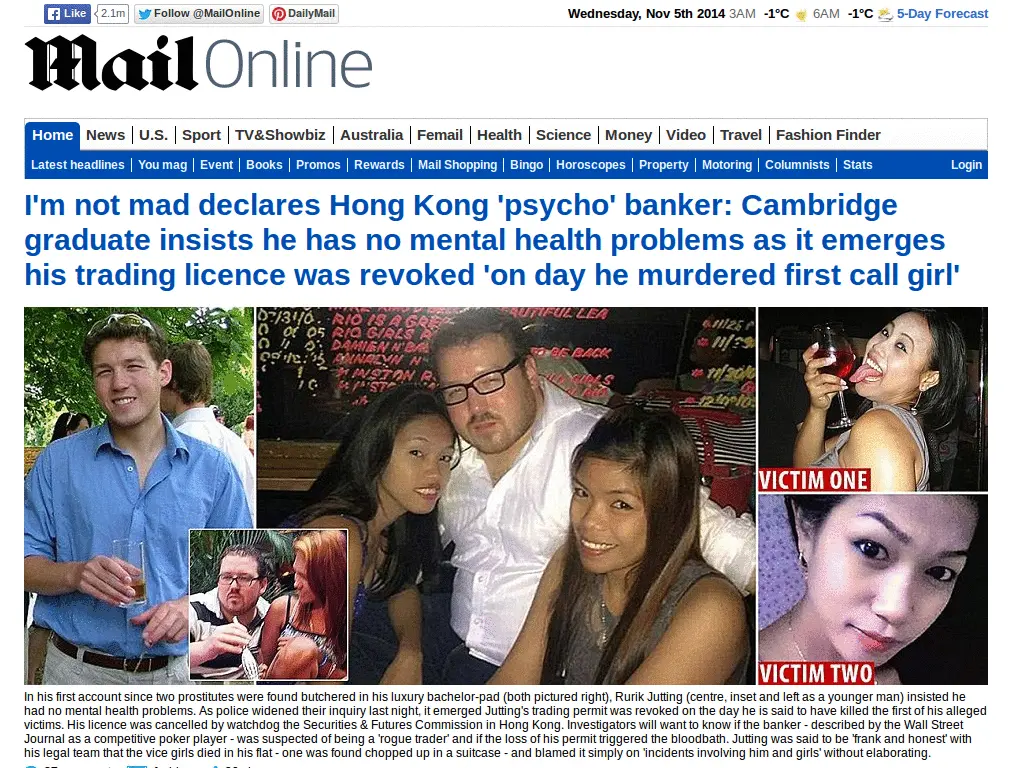 Like 2.1m Follow @MailOnline DailyMail Wednesday, Nov 5th 2014 3AM -1°C 6AM -1°C 5-Day Forecast
Mail Online
Home News U.S. Sport TV&Showbiz Australia Femail Health Science Money Video Travel Fashion Finder
Latest headlines You mag Event Books Promos Rewards Mail Shopping Bingo Horoscopes Property Motoring Columnists Stats Login
I'm not mad declares Hong Kong 'psycho' banker: Cambridge
graduate insists he has no mental health problems as it emerges
his trading licence was revoked 'on day he murdered first call girl'
VICTIM ONE
VICTIM TWO
In his first account since two prostitutes were found butchered in his luxury bachelor-pad (both pictured right), Rurik Jutting (centre, inset and left as a younger man) insisted he
had no mental health problems. As police widened their inquiry last night, it emerged Jutting's trading permit was revoked on the day he is said to have killed the first of his alleged
victims. His licence was cancelled by watchdog the Securities & Futures Commission in Hong Kong. Investigators will want to know if the banker - described by the Wall Street
Journal as a competitive poker player - was suspected of being a 'rogue trader' and if the loss of his permit triggered the bloodbath. Jutting was said to be 'frank and honest' with
his legal team that the vice girls died in his flat - one was found chopped up in a suitcase - and blamed it simply on 'incidents involving him and girls' without elaborating.